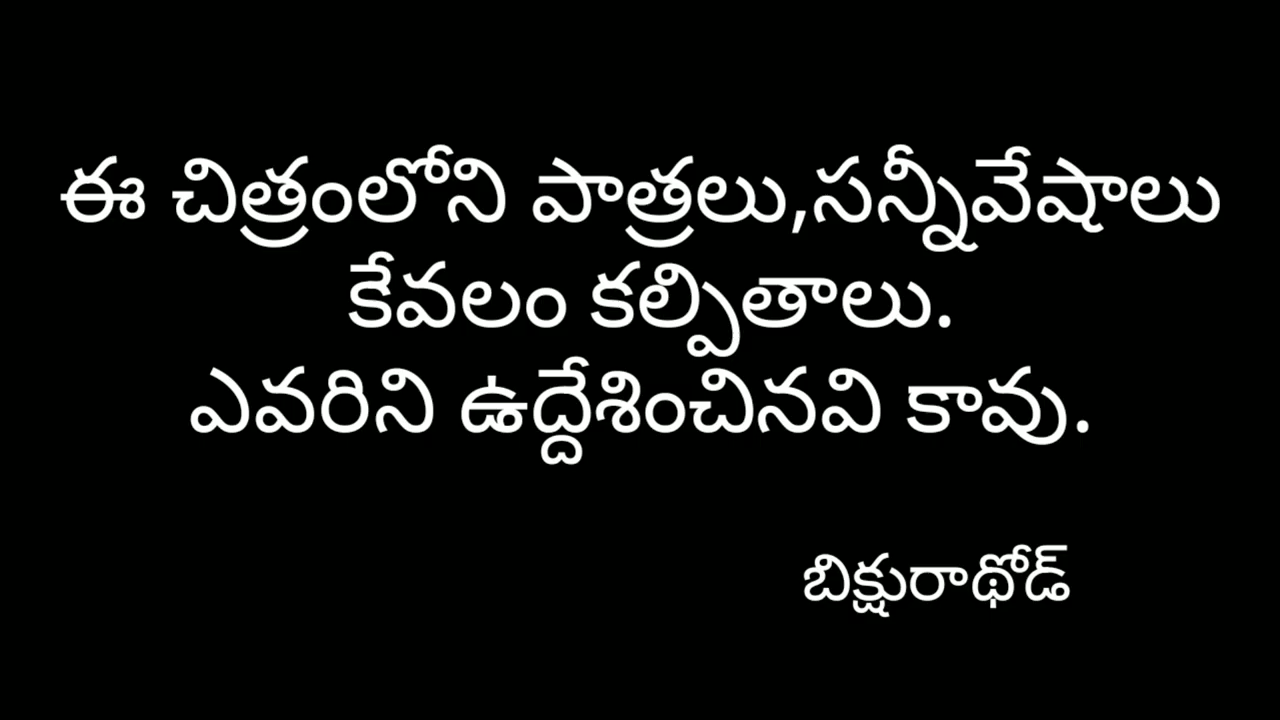 ఈ చిత్రంలోని పాత్రలు,సన్నీవేషాలు
కేవలం కల్పితాలు.
ఎవరిని ఉద్దేశించినవి కావు.
బిక్షురాథోడ్